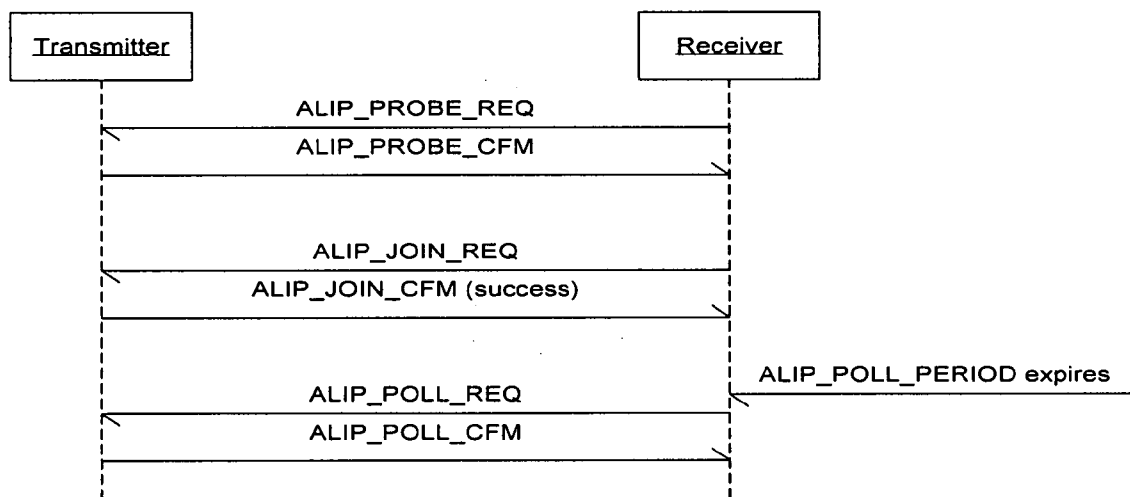 Transmitter
Receiver
ALIP_PROBE_REQ
ALIP_PROBE_CFM
ALIP_JOIN_REQ
ALIP_JOIN_CFM (success)
ALIP_POLL_PERIOD expires
ALIP_POLL_REQ
ALIP_POLL_CFM